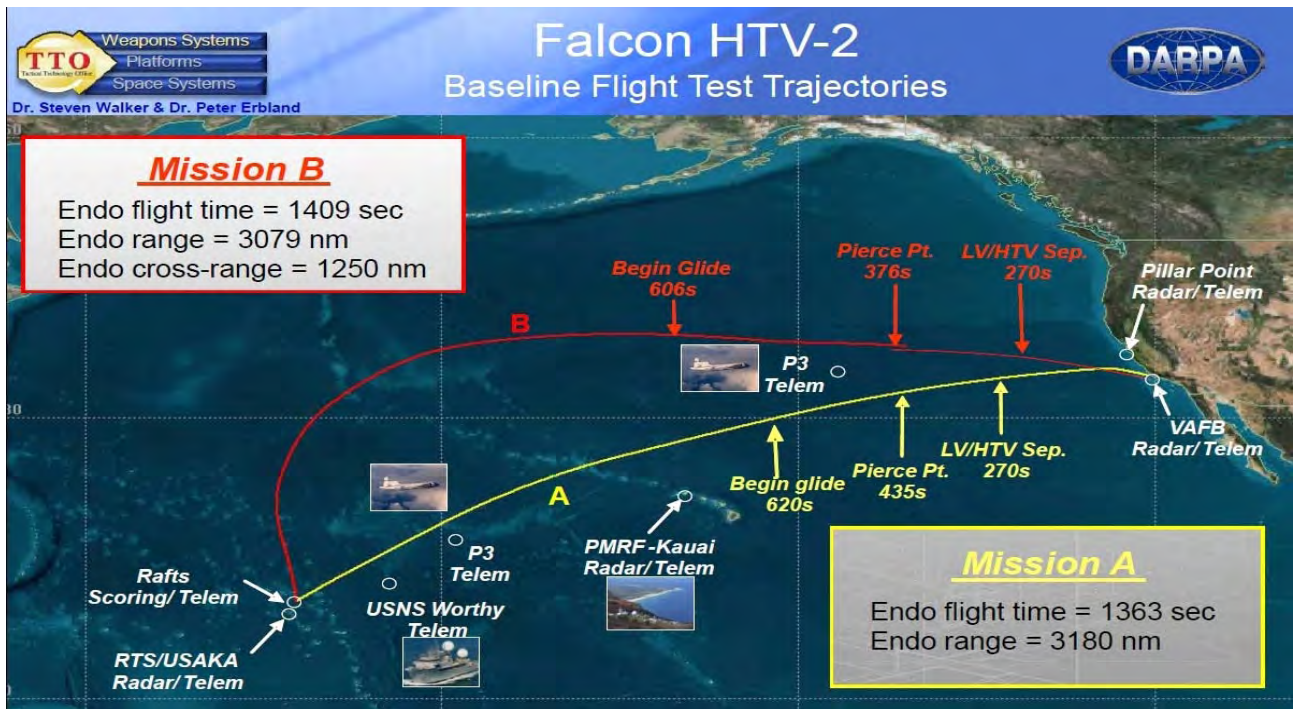 Weapons Systems
Platforms
Space Systems
TTO
Tactical Technology Office
Dr. Steven Walker & Dr. Peter Erbland
Falcon HTV-2
Baseline Flight Test Trajectories
DARPA
Mission B
Endo flight time = 1409 sec
Endo range = 3079 nm
Endo cross-range = 1250 nm
Begin Glide
606s
Pierce Pt.
376s
LV/HTV Sep.
270s
Pillar Point
Radar/Telem
B
P3
Telem
30
VAFB
Radar/Telem
LV/HTV Sep.
270s
Pierce Pt.
435s
Begin glide
620s
A
PMRF-Kauai
Radar/Telem
P3
Telem
Rafts
Scoring/Telem
USNS Worthy
Telem
RTS/USAKA
Radar/Telem
Mission A
Endo flight time = 1363 sec
Endo range = 3180 nm